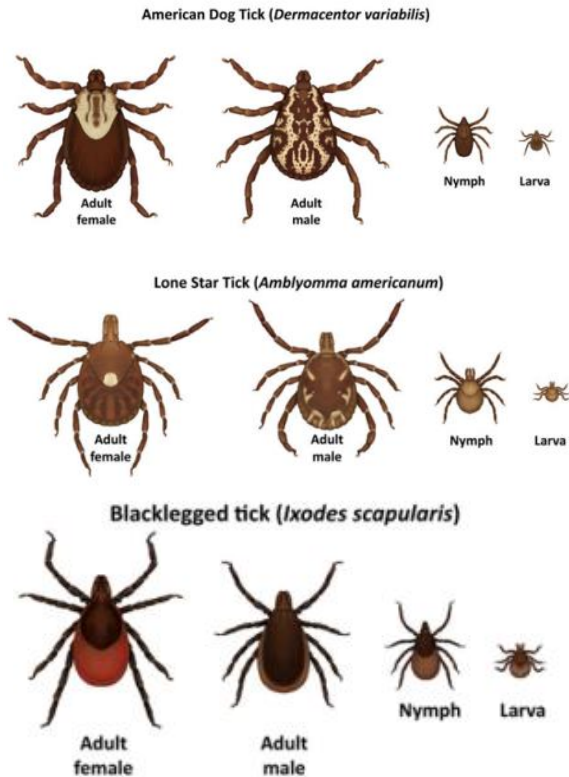 American Dog Tick (Dermacentor variabilis)
Adult
female
Adult
male
Nymph
Larva
Lone Star Tick (Amblyomma americanum)
Adult
female
Adult
male
Nymph
Larva
Blacklegged tick (Ixodes scapularis)
Adult
female
Adult
male
Nymph
Larva